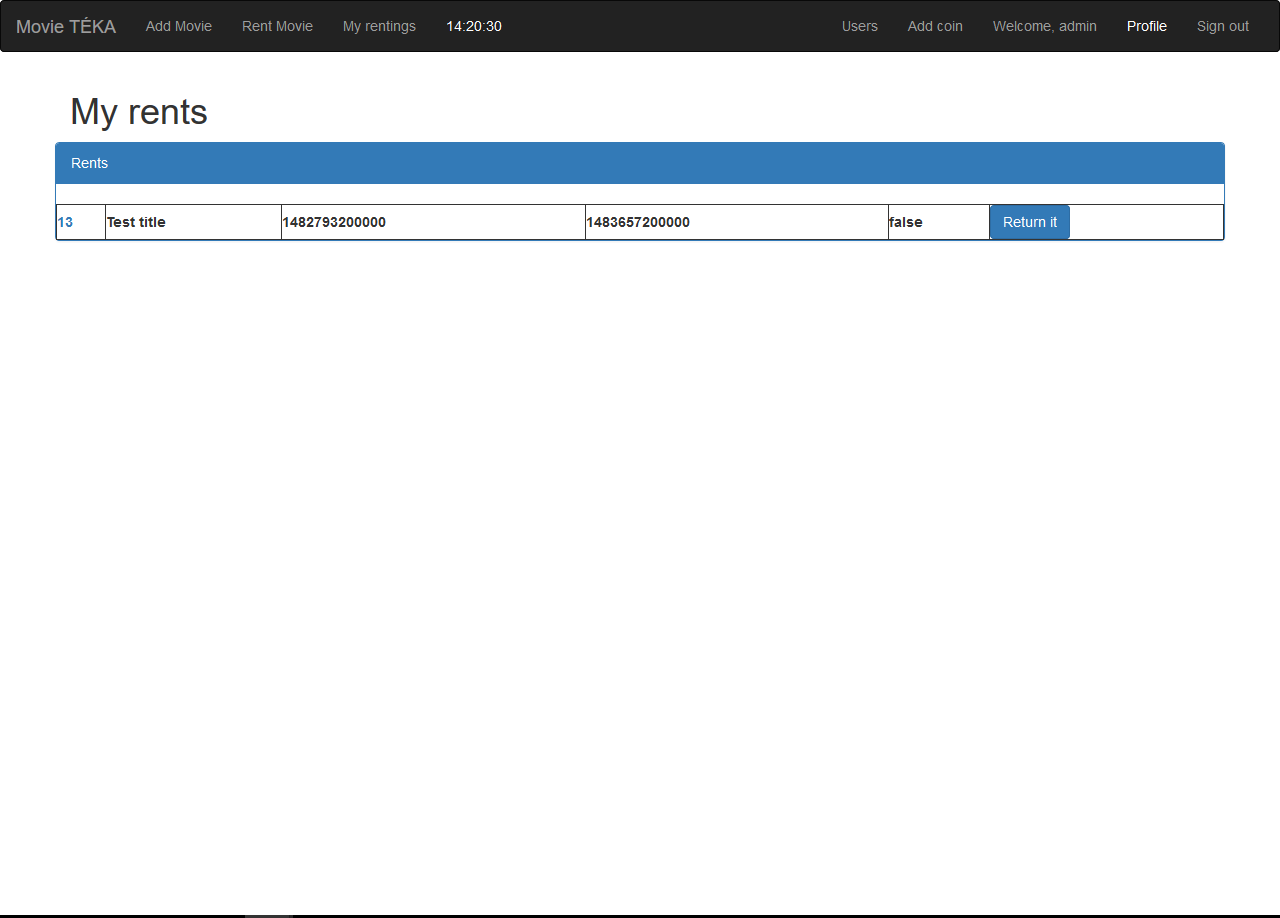 Movie TÉKA Add Movie Rent Movie My rentings 14:20:30 Users Add coin Welcome, admin Profile Sign out
My rents
Rents
13 Test title 1482793200000 1483657200000 false Return it